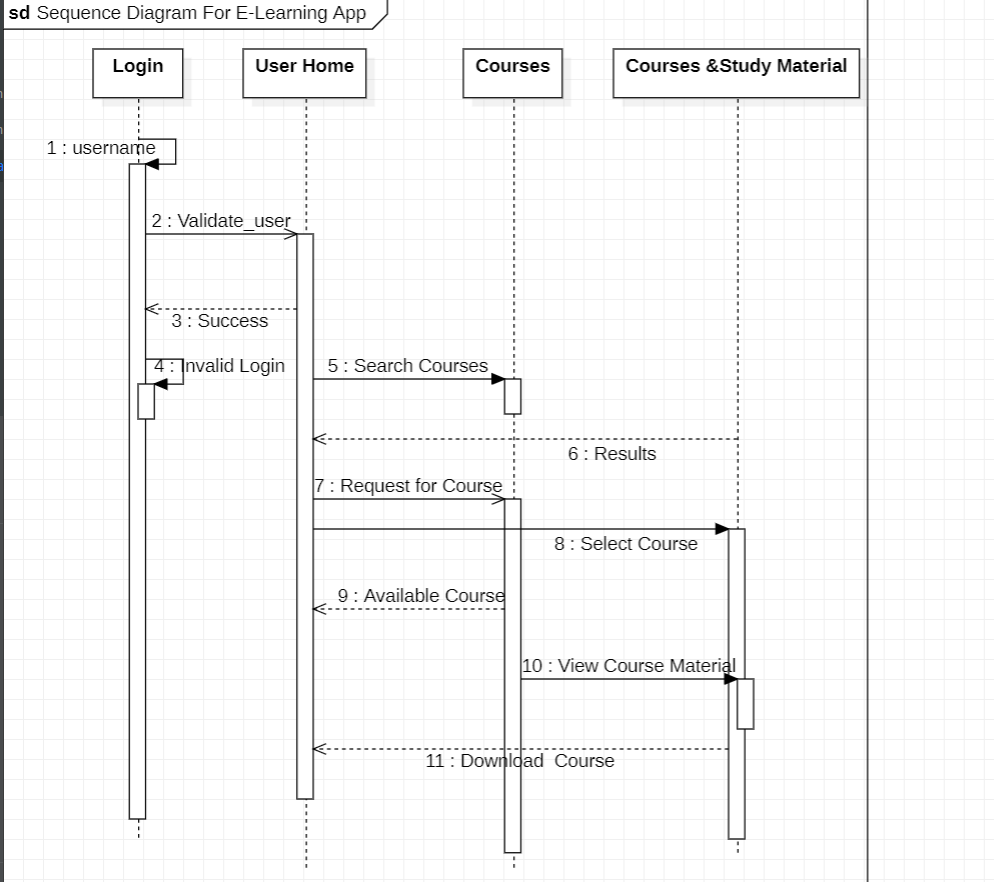 sd Sequence Diagram For E-Learning App
Login
User Home
Courses
Courses &Study Material
1 : username
2 : Validate_user
3 : Success
4 : Invalid Login
5 : Search Courses
6 : Results
7 : Request for Course
8 : Select Course
9 : Available Course
10 : View Course Material
11 : Download  Course